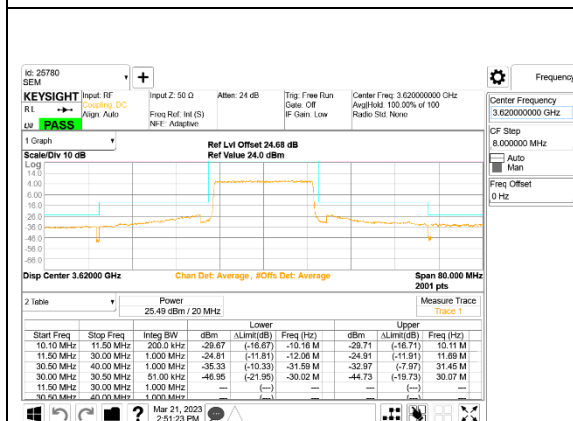 Id: 25780
SEM
+
Frequency
KEYSIGHT Input: RF Input Z: 50 Ω Atten: 24 dB Trig: Free Run Center Freq: 3.620000000 GHz
RL Coupling: DC Gate: Off Avg|Hold: 100.00% of 100
Align: Auto Freq Ref: Int (S) IF Gain: Low Radio Std: None
PASS NFE: Adaptive
Center Frequency
3.620000000 GHz
CF Step
8.000000 MHz
Auto
Man
Freq Offset
0 Hz
1 Graph
Ref Lvl Offset 24.68 dB
Scale/Div 10 dB Ref Value 24.0 dBm
Log
14.0
4.00
-6.00
-16.0
-26.0
-36.0
-46.0
-56.0
-66.0
Disp Center 3.62000 GHz Chan Det: Average, #Offs Det: Average Span 80.000 MHz
2001 pts
2 Table Power Measure Trace
25.49 dBm / 20 MHz Trace 1
Lower Upper
Start Freq Stop Freq Integ BW dBm ΔLimit(dB) Freq (Hz) dBm ΔLimit(dB) Freq (Hz)
10.10 MHz 11.50 MHz 200.0 kHz -29.67 (-16.67) -10.16 M -29.71 (-16.71) 10.11 M
11.50 MHz 30.00 MHz 1.000 MHz -24.81 (-11.81) -12.06 M -24.91 (-11.91) 11.69 M
30.50 MHz 40.00 MHz 1.000 MHz -35.33 (-10.33) -31.59 M -32.97 (-7.97) 31.45 M
30.00 MHz 30.50 MHz 51.00 kHz -46.95 (-21.95) -30.02 M -44.73 (-19.73) 30.07 M
11.50 MHz 30.00 MHz 1.000 MHz --- (---) --- --- (---) ---
30.50 MHz 40.00 MHz 1.000 MHz --- (---) --- --- (---) ---
? Mar 21, 2023
2:51:23 PM